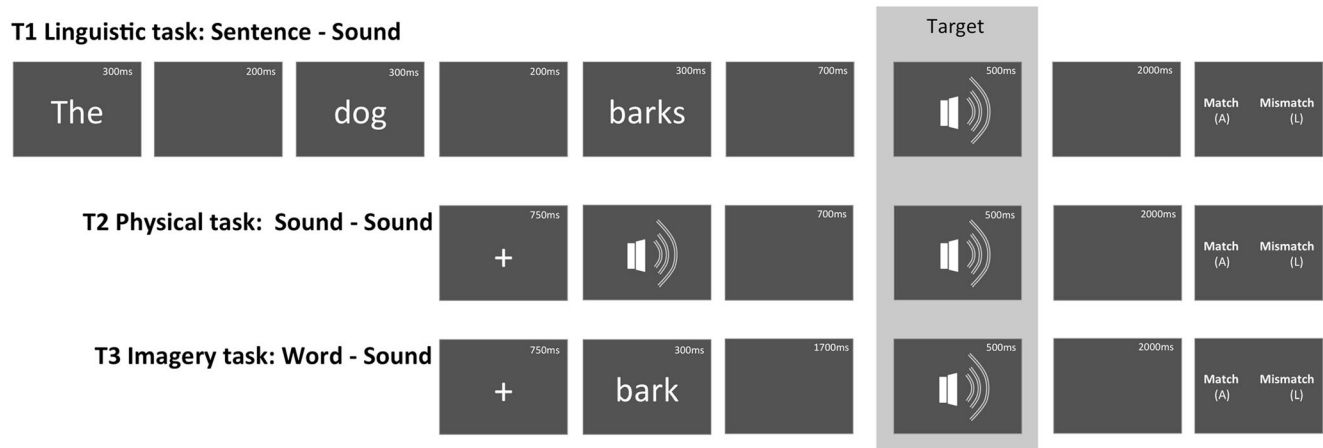 Target
T1 Linguistic task: Sentence - Sound
300ms 200ms 300ms 200ms 300ms 700ms 500ms 2000ms
The dog barks Match Mismatch
(A) (L)
T2 Physical task: Sound - Sound
750ms 700ms 500ms 2000ms
+ Match Mismatch
(A) (L)
T3 Imagery task: Word - Sound
750ms 300ms 1700ms 500ms 2000ms
+ bark Match Mismatch
(A) (L)